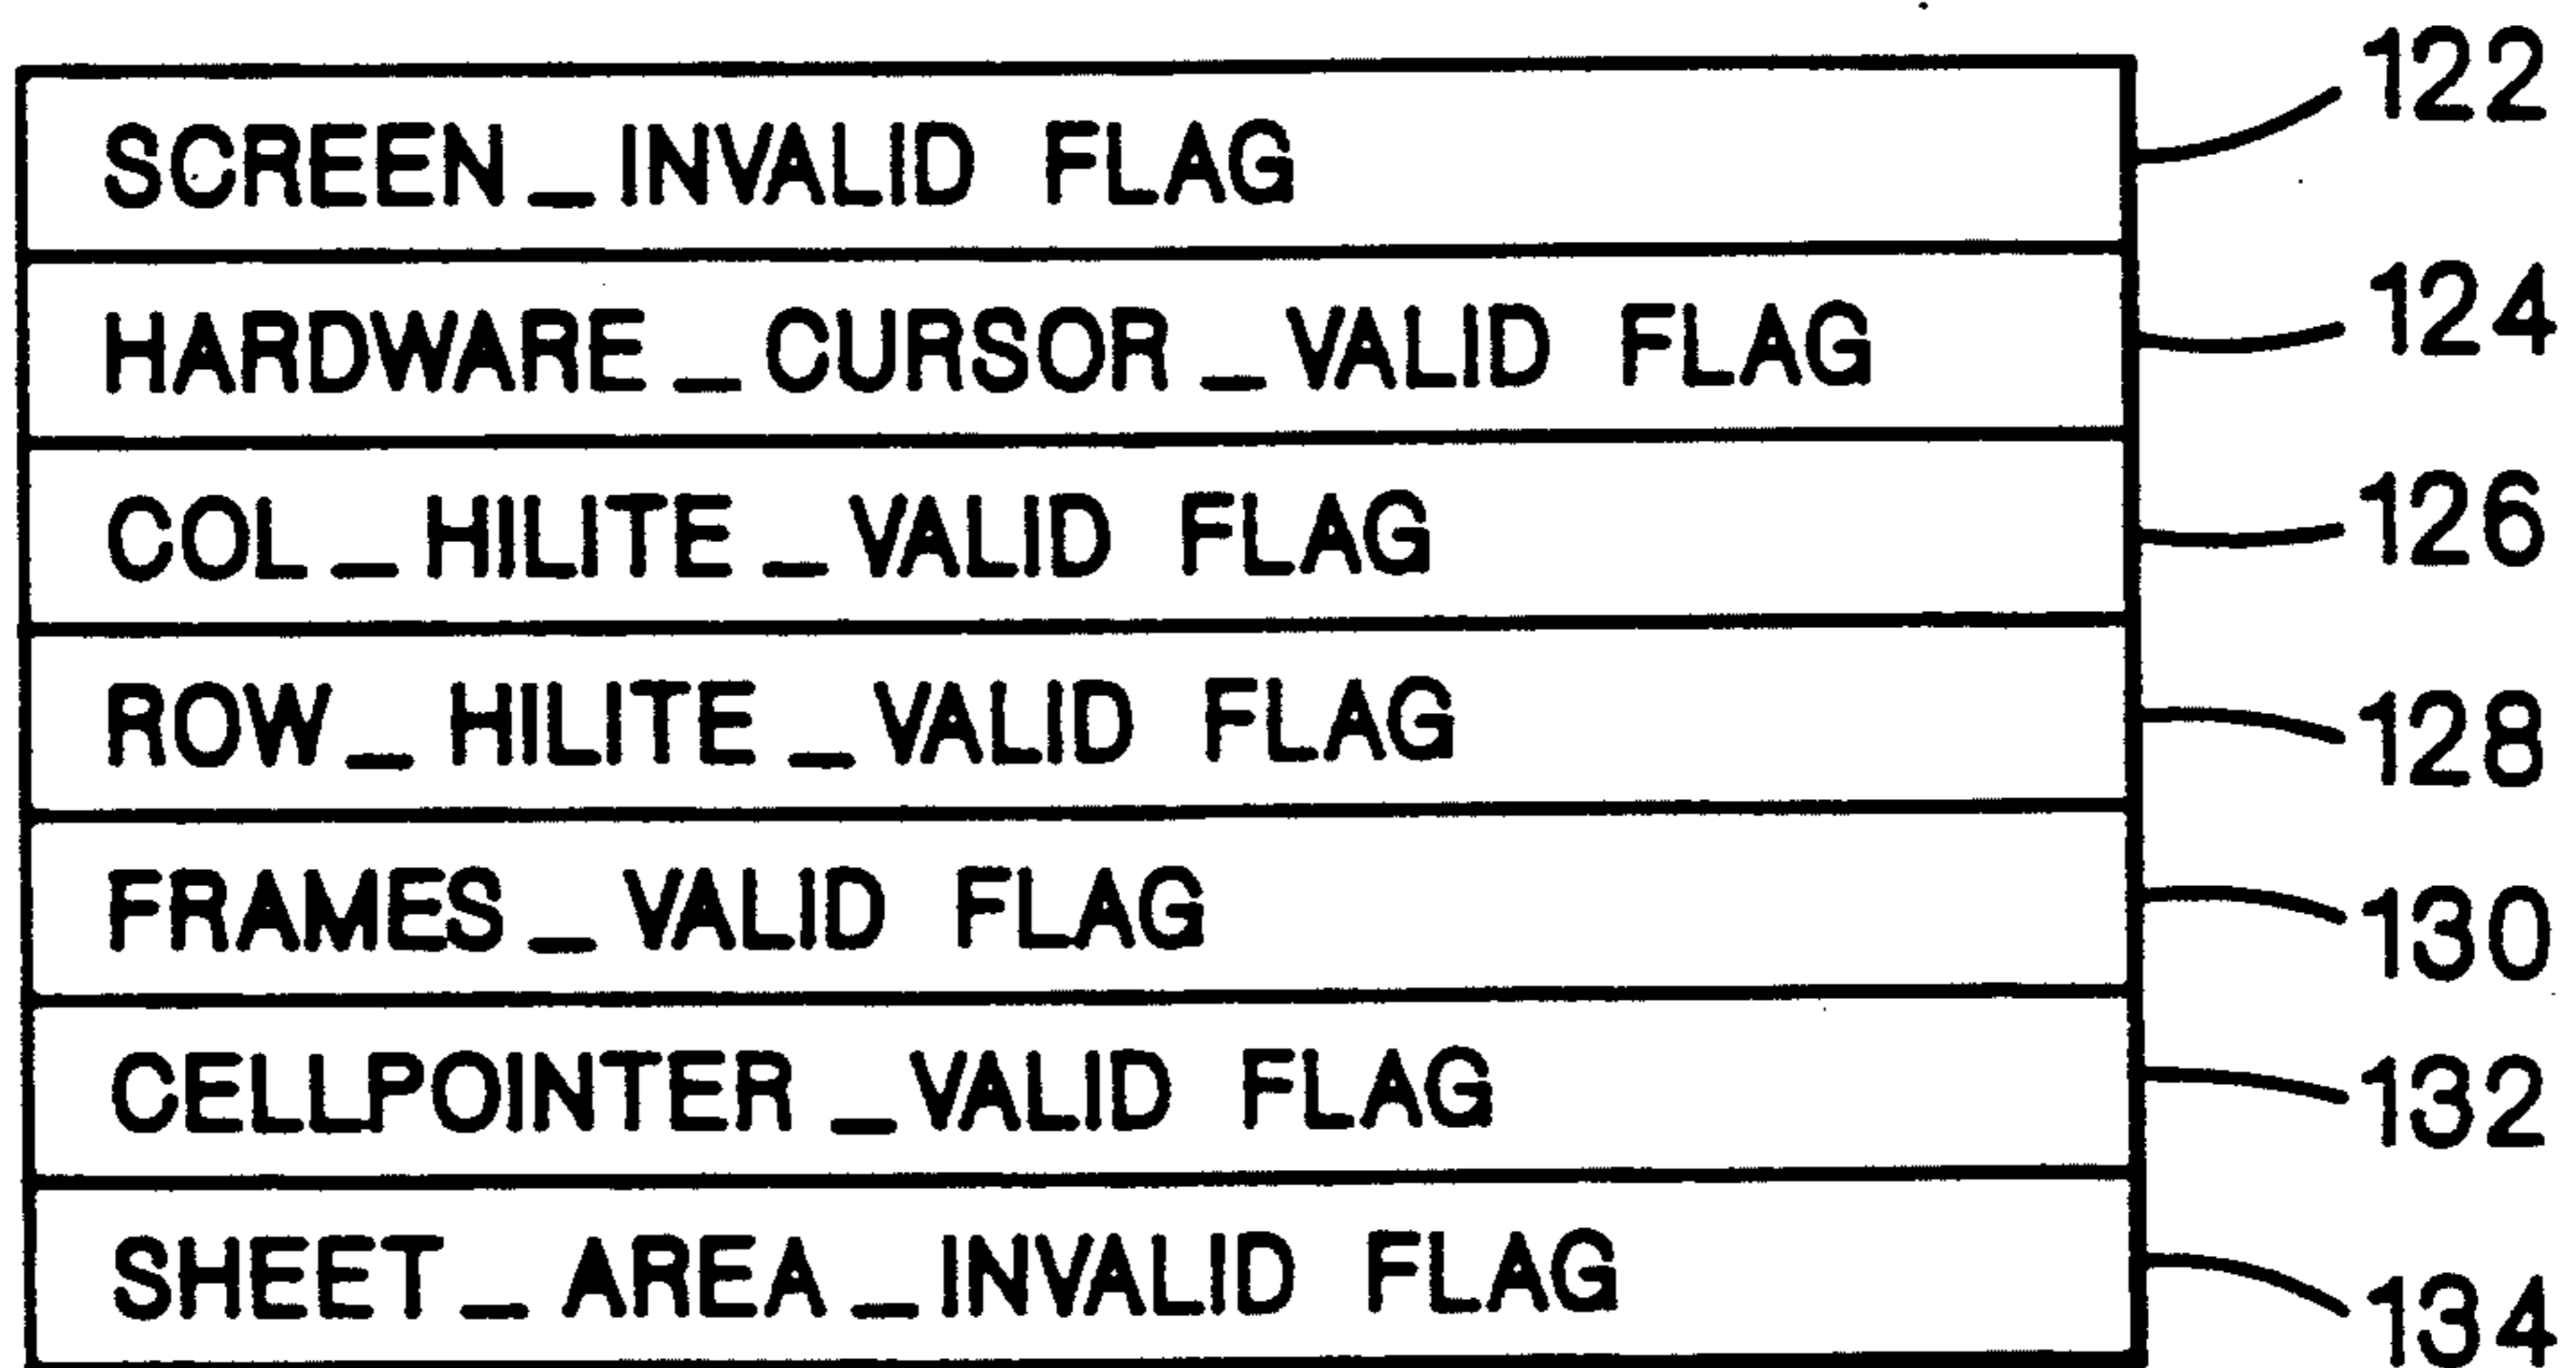 SCREEN_INVALID FLAG 122
HARDWARE_CURSOR_VALID FLAG 124
COL_HILITE_VALID FLAG 126
ROW_HILITE_VALID FLAG 128
FRAMES_VALID FLAG 130
CELLPOINTER_VALID FLAG 132
SHEET_AREA_INVALID FLAG 134